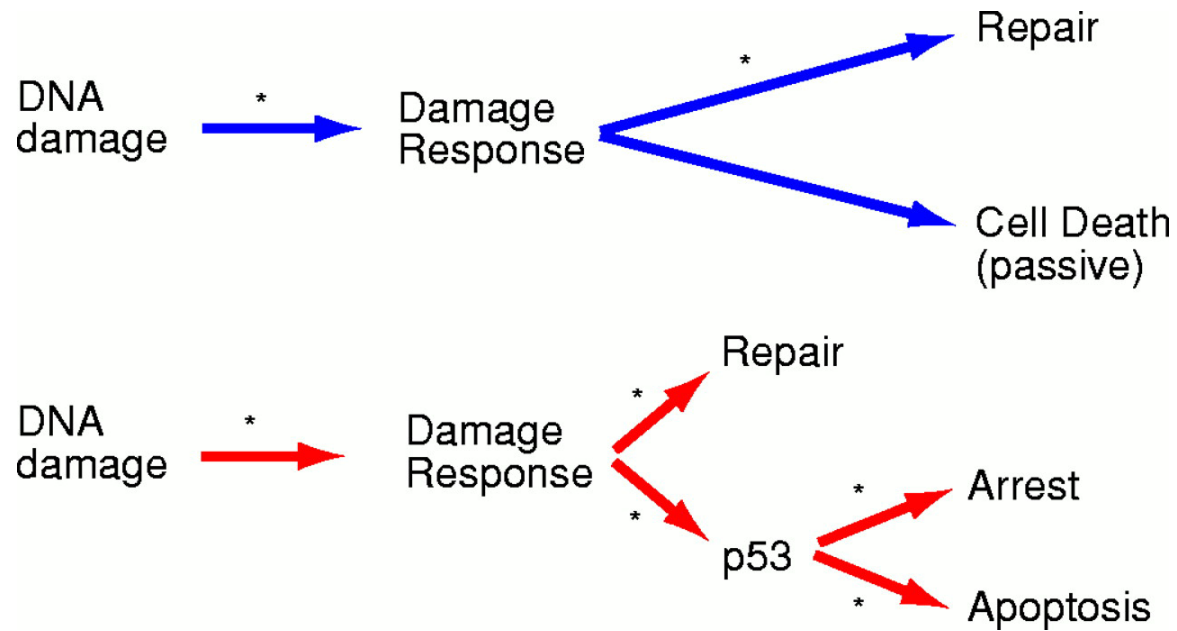 Repair
*
DNA
damage
*
Damage
Response
Cell Death
(passive)
Repair
*
DNA
damage
*
Damage
Response
*
Arrest
*
p53
*
Apoptosis